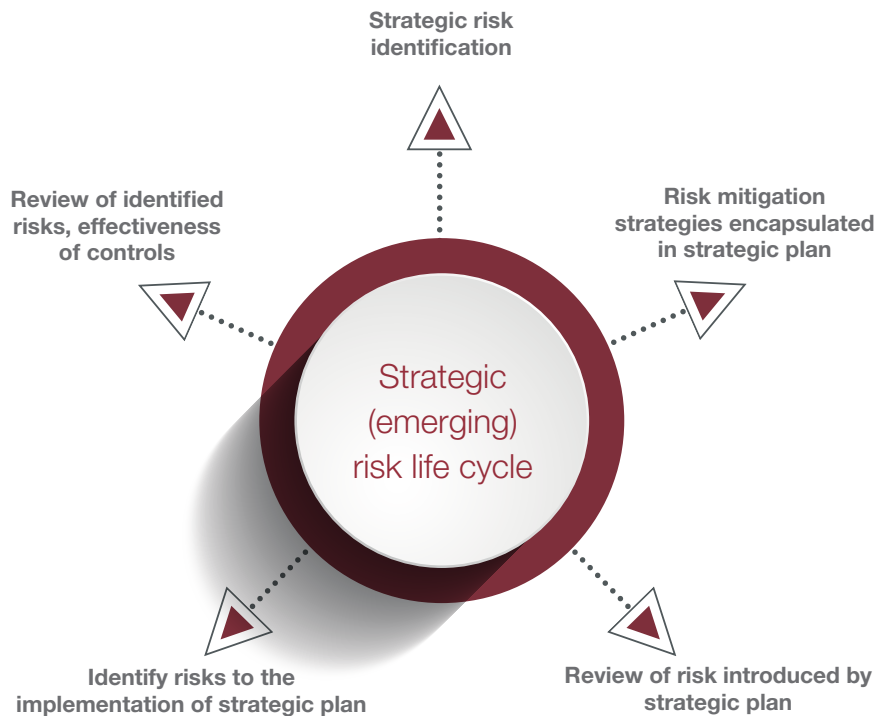 Strategic risk
identification
Review of identified
risks, effectiveness
of controls
Risk mitigation
strategies encapsulated
in strategic plan
Strategic
(emerging)
risk life cycle
Identify risks to the
implementation of strategic plan
Review of risk introduced by
strategic plan